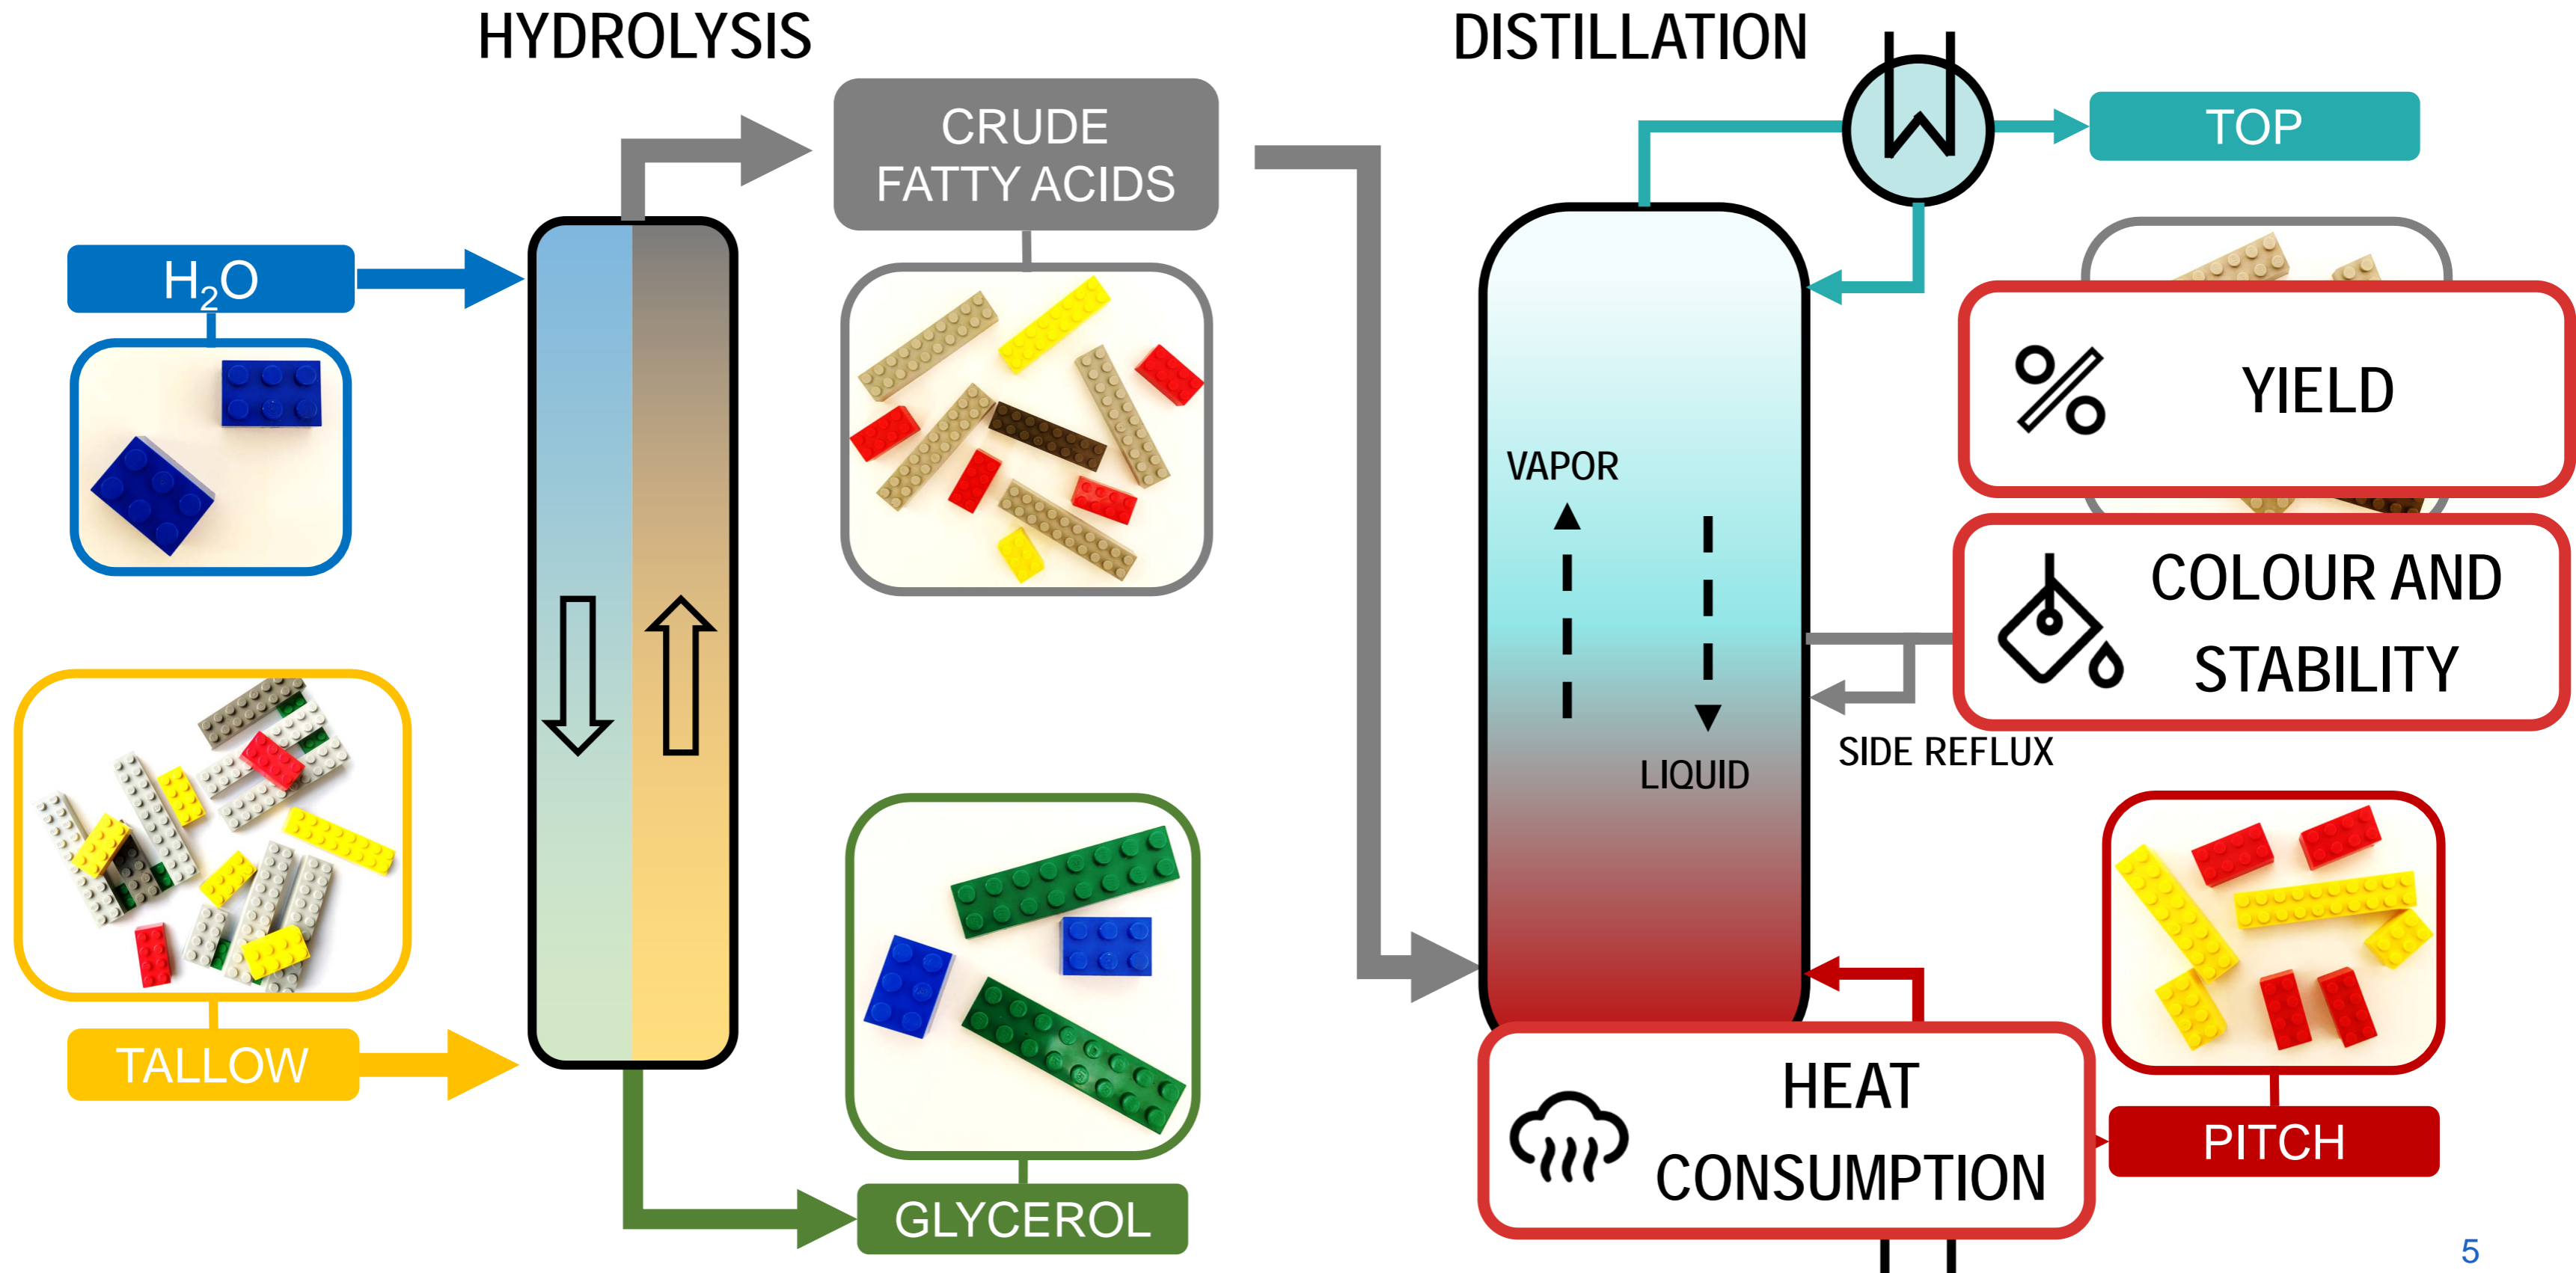 HYDROLYSIS
DISTILLATION
CRUDE
FATTY ACIDS
TOP
H₂O
YIELD
VAPOR
COLOUR AND
STABILITY
SIDE REFLUX
LIQUID
TALLOW
HEAT
CONSUMPTION
PITCH
GLYCEROL
5